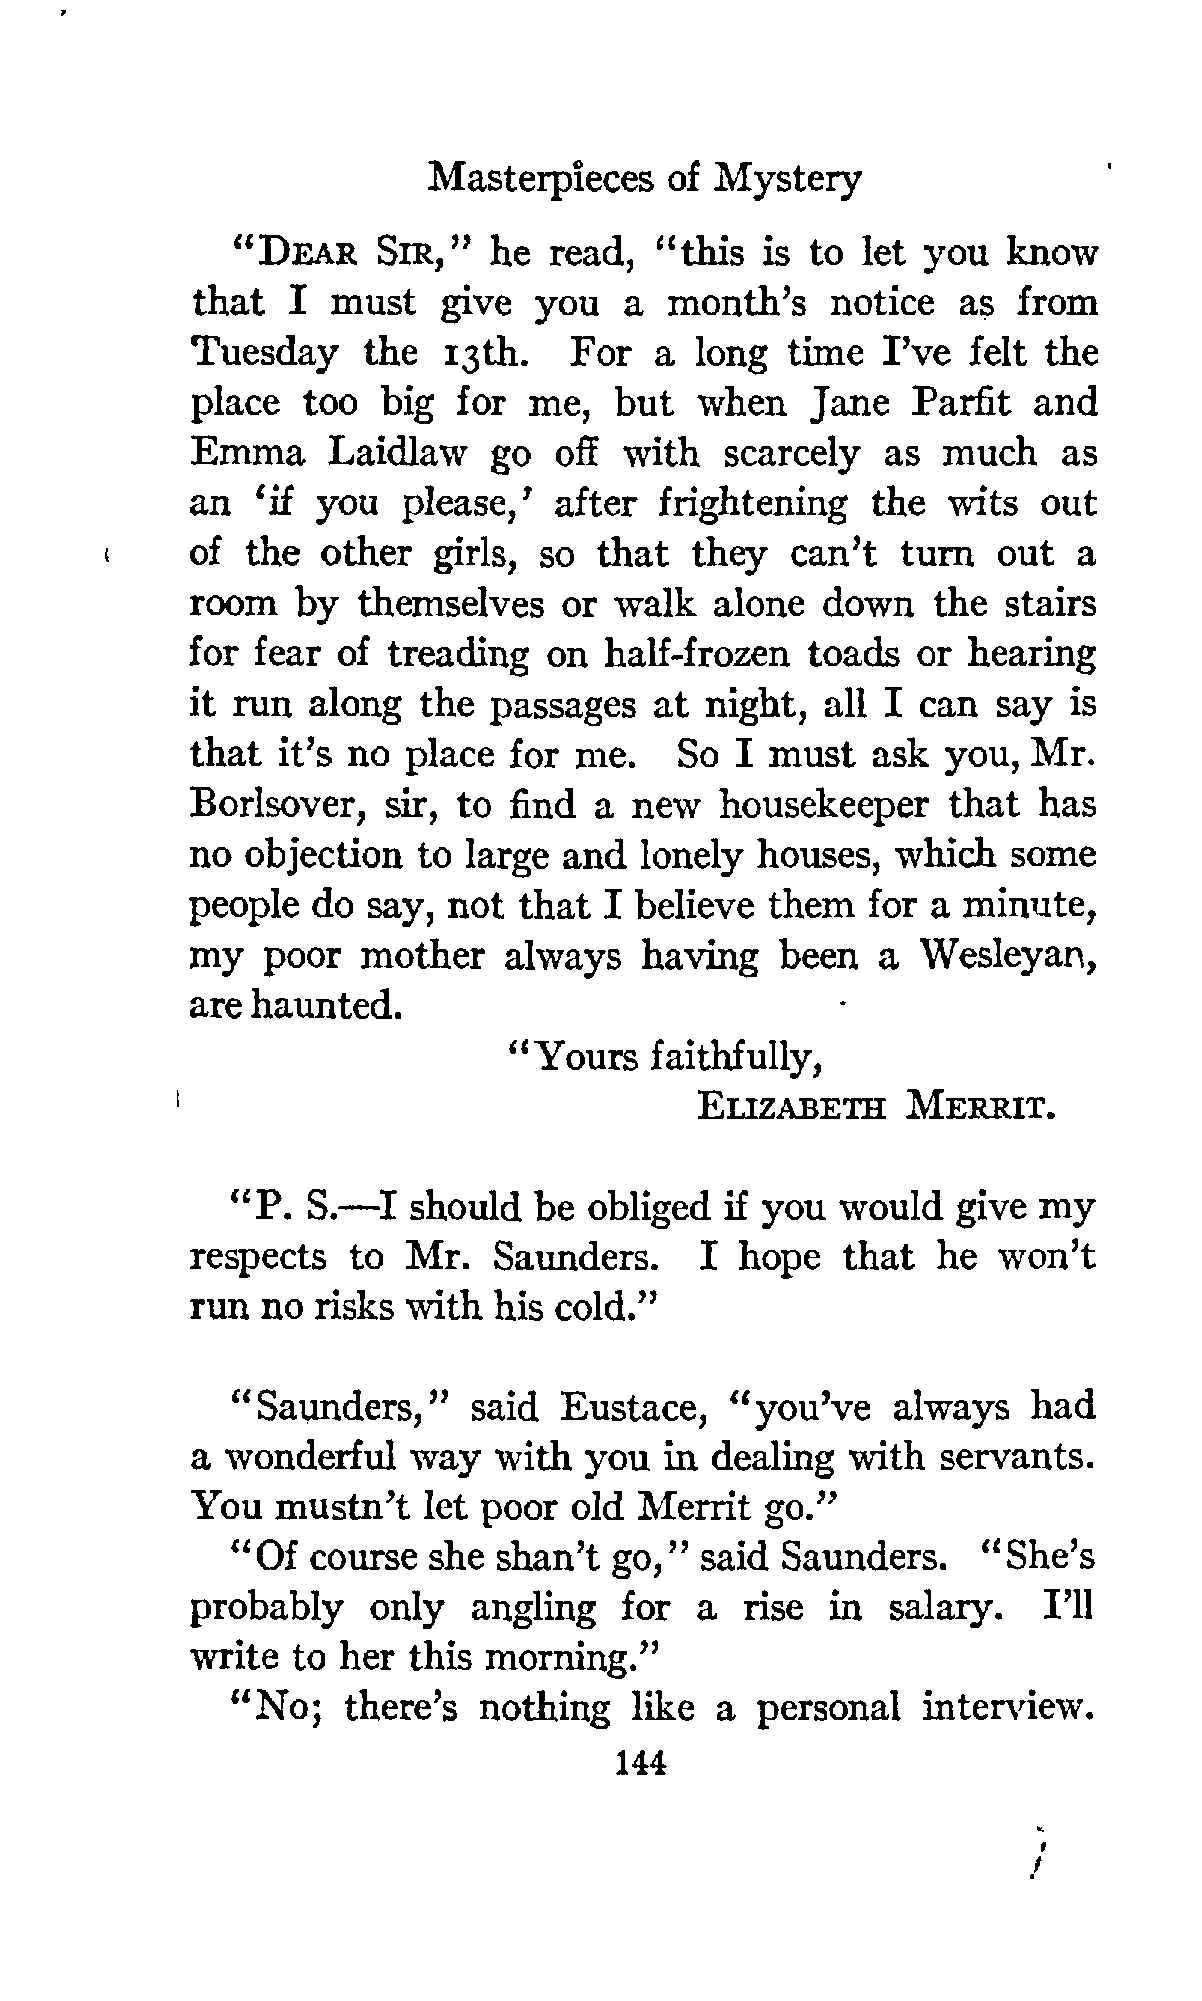 Masterpieces of Mystery
"DEAR SIR," he read, "this is to let you know
that I must give you a month's notice as from
Tuesday the 13th. For a long time I've felt the
place too big for me, but when Jane Parfit and
Emma Laidlaw go off with scarcely as much as
an 'if you please,' after frightening the wits out
of the other girls, so that they can't turn out a
room by themselves or walk alone down the stairs
for fear of treading on half-frozen toads or hearing
it run along the passages at night, all I can say is
that it's no place for me. So I must ask you, Mr.
Borlsover, sir, to find a new housekeeper that has
no objection to large and lonely houses, which some
people do say, not that I believe them for a minute,
my poor mother always having been a Wesleyan,
are haunted.
"Yours faithfully,
ELIZABETH MERRIT.
"P. S.—I should be obliged if you would give my
respects to Mr. Saunders. I hope that he won't
run no risks with his cold."
"Saunders," said Eustace, "you've always had
a wonderful way with you in dealing with servants.
You mustn't let poor old Merrit go."
"Of course she shan't go," said Saunders. "She's
probably only angling for a rise in salary. I'll
write to her this morning."
"No; there's nothing like a personal interview.
144